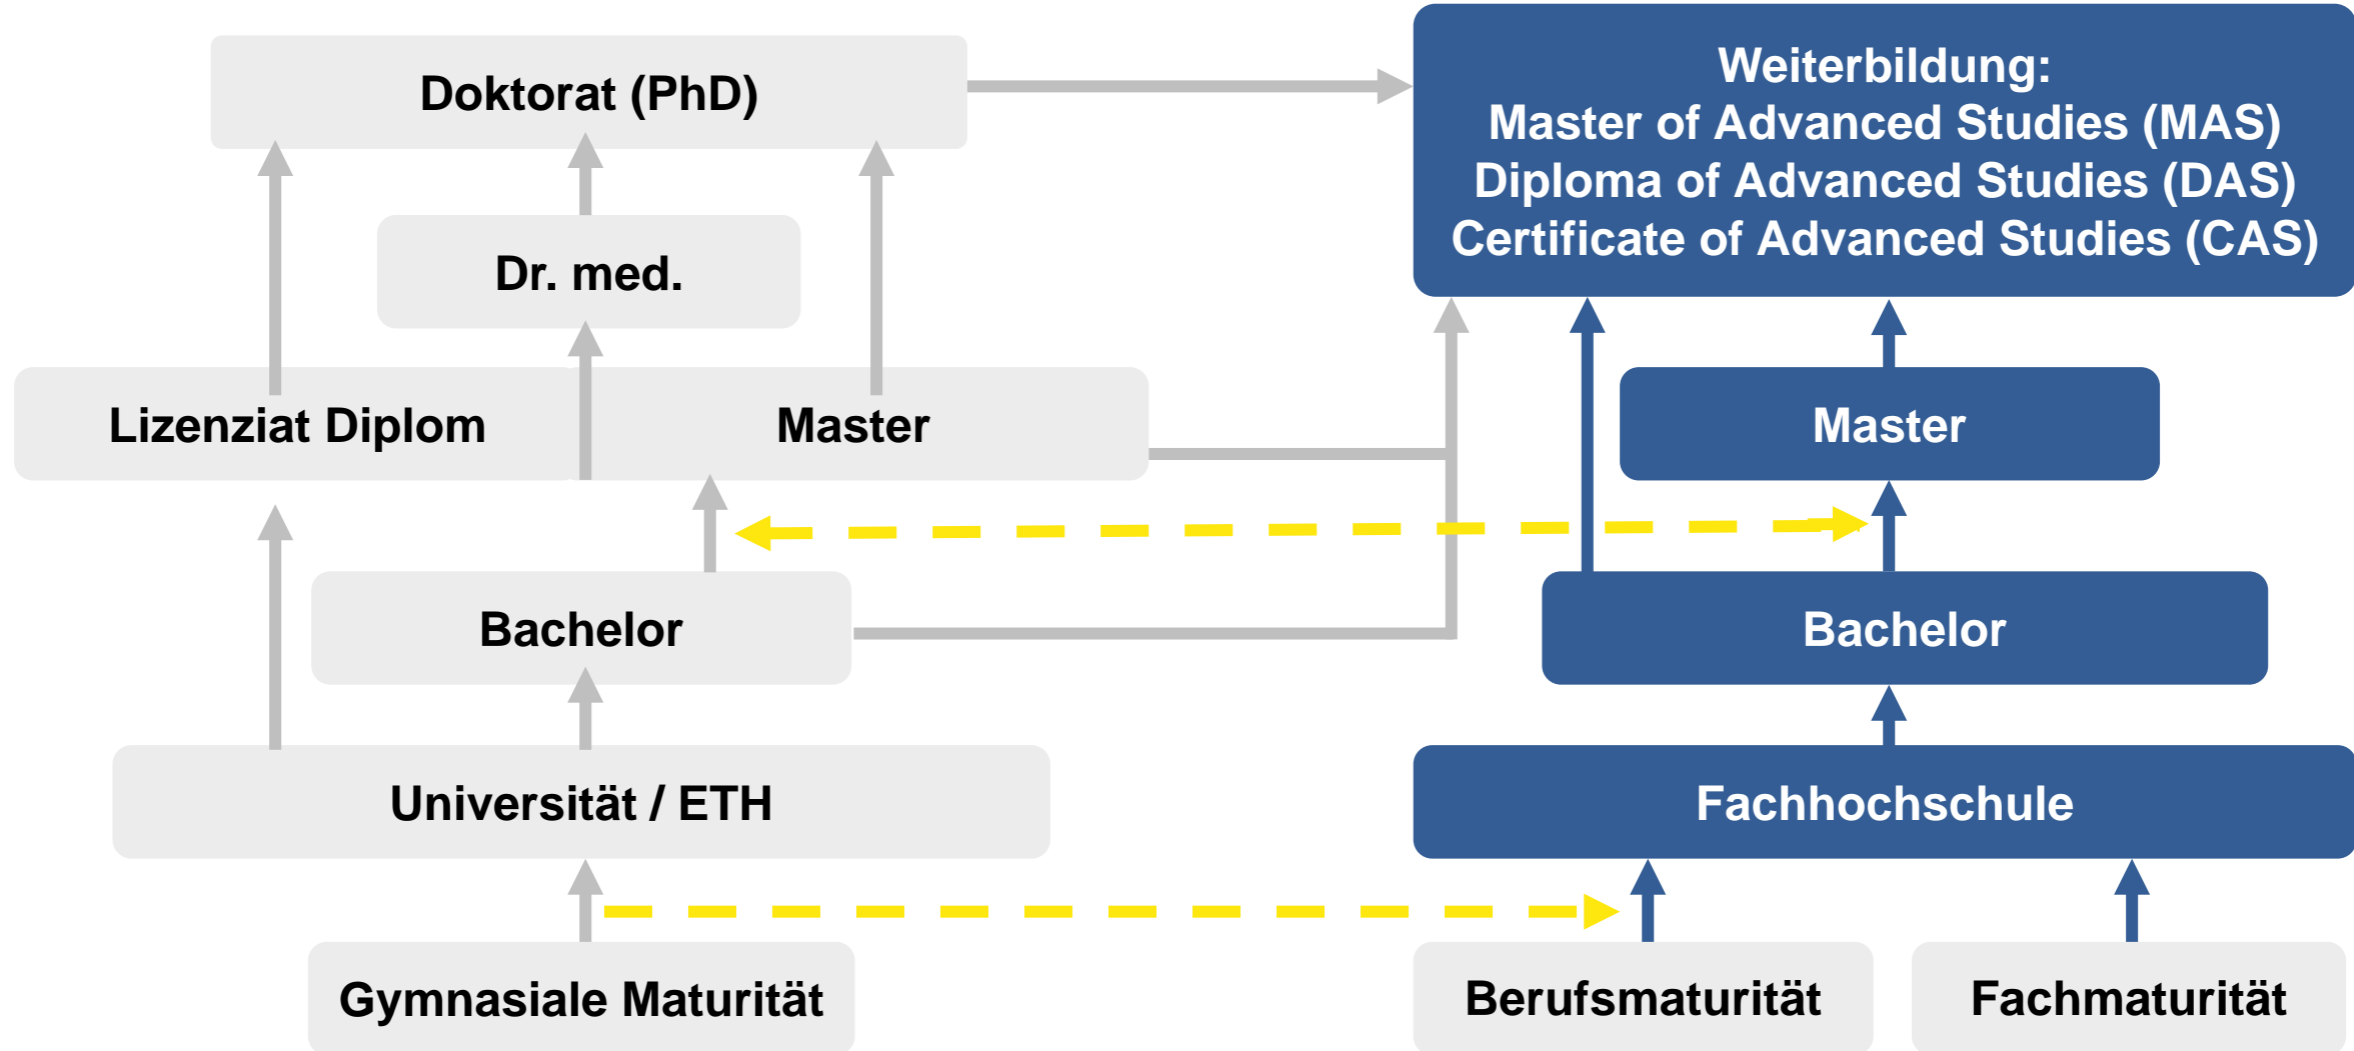 Doktorat (PhD)
Weiterbildung:
Master of Advanced Studies (MAS)
Diploma of Advanced Studies (DAS)
Certificate of Advanced Studies (CAS)
Dr. med.
Lizenziat Diplom
Master
Master
Bachelor
Bachelor
Universität / ETH
Fachhochschule
Gymnasiale Maturität
Berufsmaturität
Fachmaturität